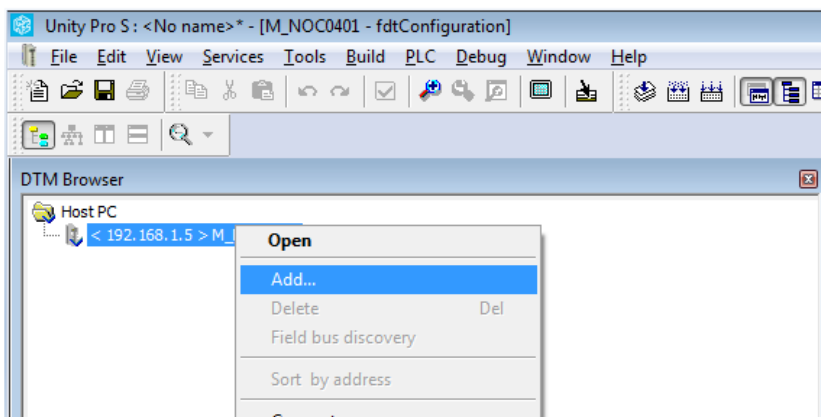 Unity Pro S : <No name>* - [M_NOC0401 - fdtConfiguration]
File Edit View Services Tools Build PLC Debug Window Help
DTM Browser
Host PC
< 192.168.1.5 > M_
Open
Add...
Delete Del
Field bus discovery
Sort by address